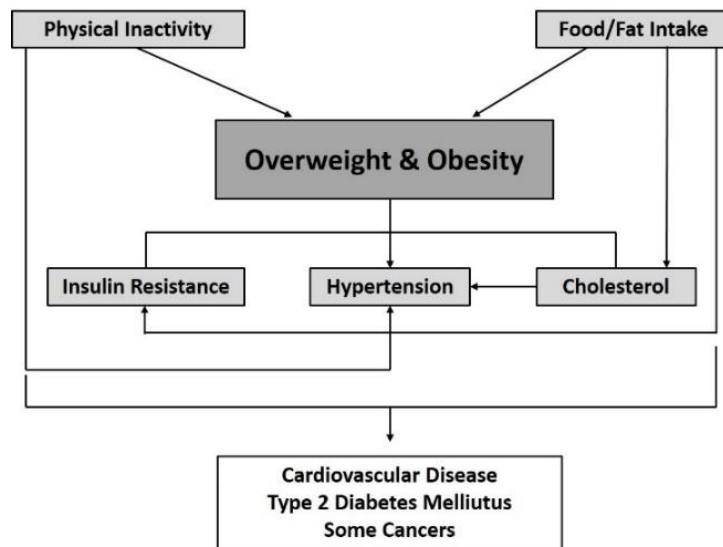 Physical Inactivity
Food/Fat Intake
Overweight & Obesity
Insulin Resistance
Hypertension
Cholesterol
Cardiovascular Disease
Type 2 Diabetes Melliutus
Some Cancers